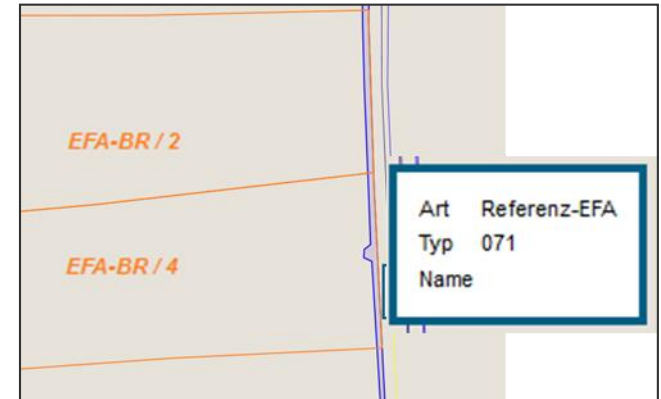 EFA-BR / 2
Art Referenz-EFA
Typ 071
EFA-BR / 4
Name